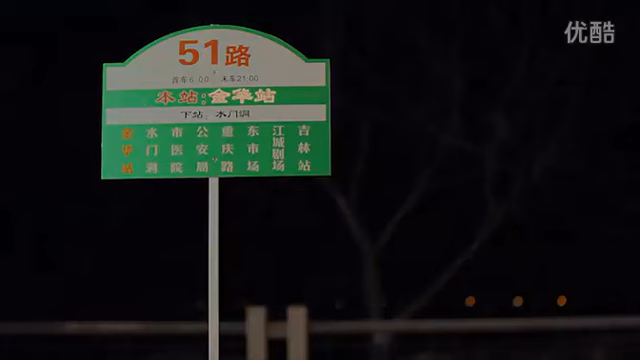 优酷
51路
首车6:00 末车21:00
本站:金华站
下站:水门洞
金华站 水门洞 市医院 公安局 重庆路 东市场 江城剧场 吉林站